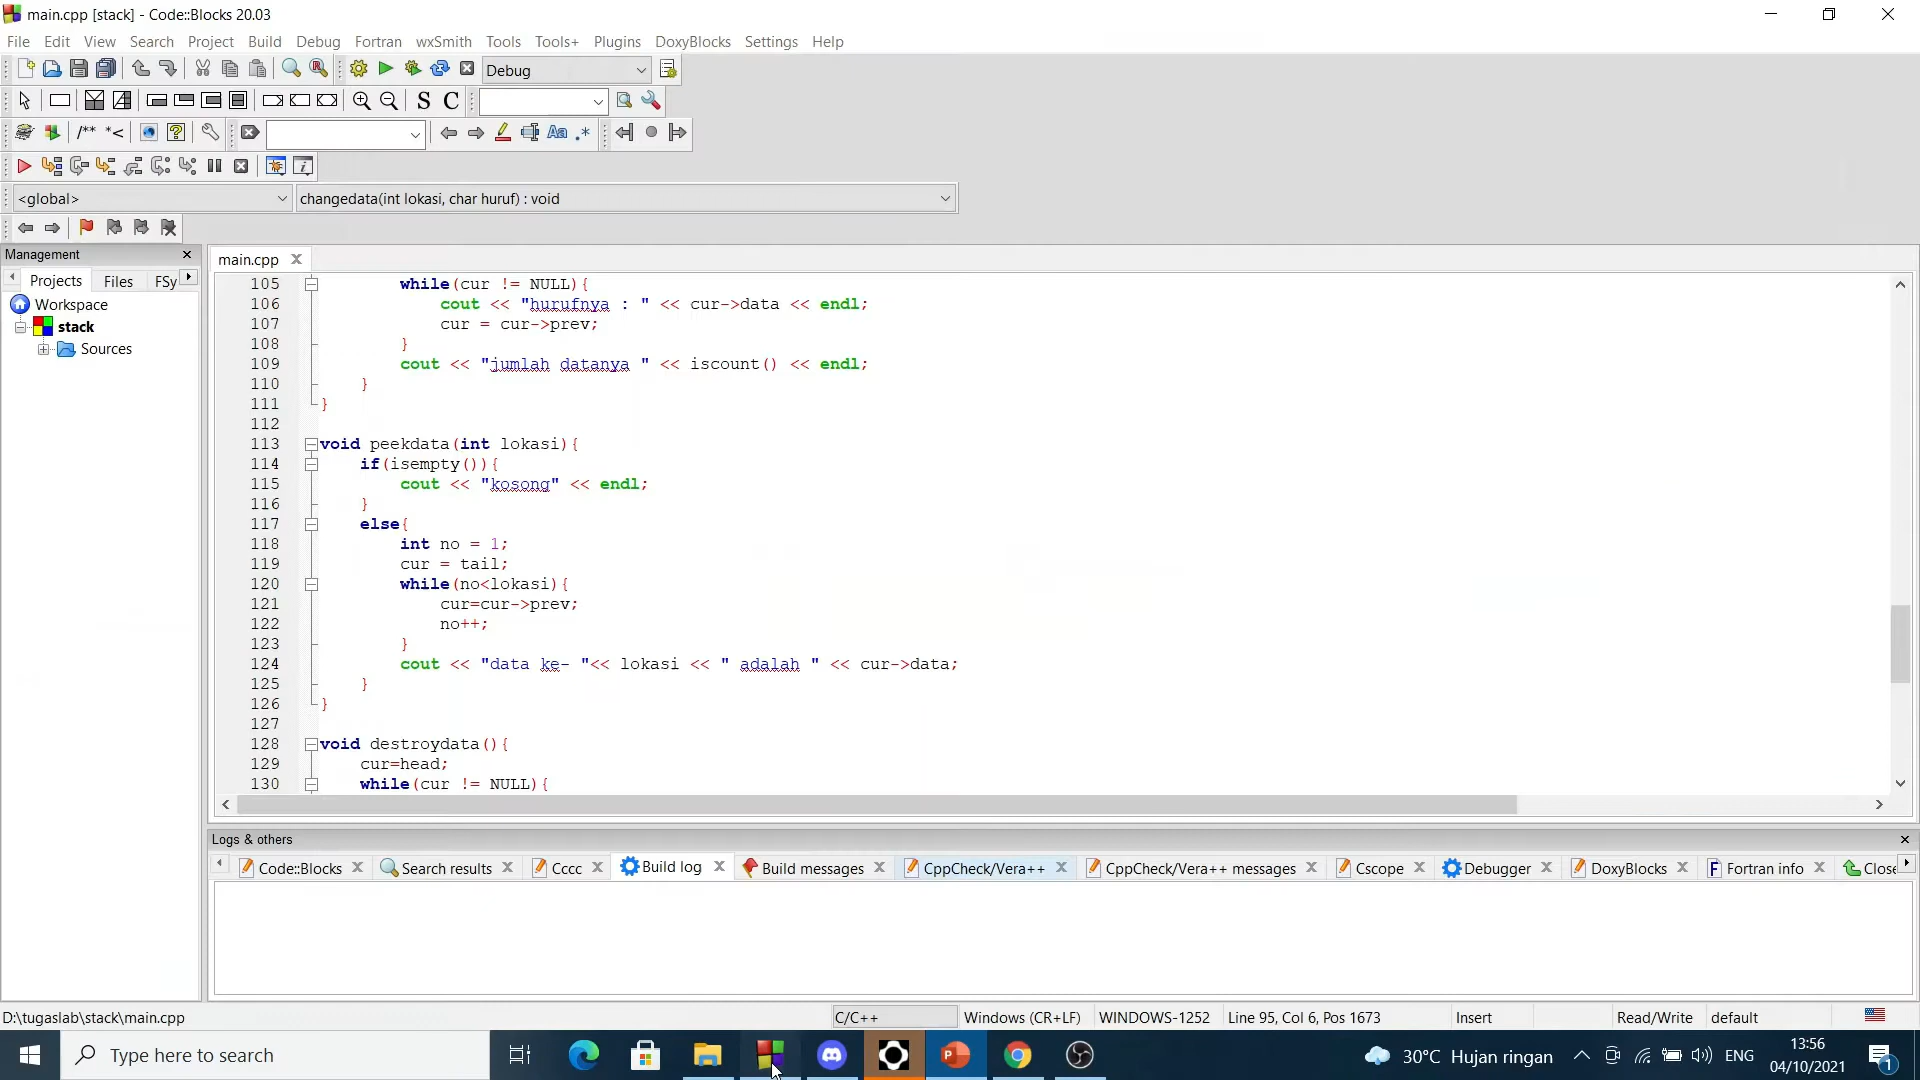 main.cpp [stack] - Code::Blocks 20.03
File Edit View Search Project Build Debug Fortran wxSmith Tools Tools+ Plugins DoxyBlocks Settings Help
Debug
S C
/** *<
Aa .*
<global> changedata(int lokasi, char huruf) : void
Management
main.cpp
Projects Files FSy
Workspace
stack
Sources
105 while(cur != NULL){
106 cout << "hurufnya : " << cur->data << endl;
107 cur = cur->prev;
108 }
109 cout << "jumlah datanya " << iscount() << endl;
110 }
111 }
112
113 void peekdata(int lokasi){
114 if(isempty()){
115 cout << "kosong" << endl;
116 }
117 else{
118 int no = 1;
119 cur = tail;
120 while(no<lokasi){
121 cur=cur->prev;
122 no++;
123 }
124 cout << "data ke- "<< lokasi << " adalah " << cur->data;
125 }
126 }
127
128 void destroydata(){
129 cur=head;
130 while(cur != NULL){
Logs & others
Code::Blocks Search results Cccc Build log Build messages CppCheck/Vera++ CppCheck/Vera++ messages Cscope Debugger DoxyBlocks Fortran info Close
D:\tugaslab\stack\main.cpp C/C++ Windows (CR+LF) WINDOWS-1252 Line 95, Col 6, Pos 1673 Insert Read/Write default
Type here to search
30°C Hujan ringan ENG
13:56
04/10/2021
1